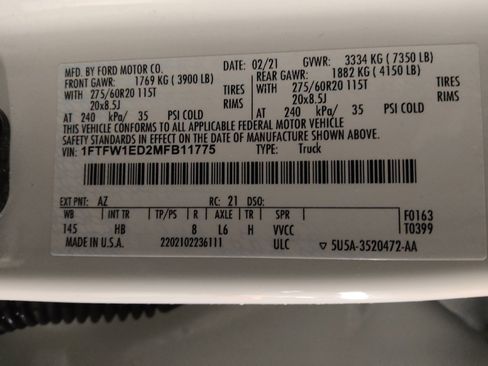 MFD. BY FORD MOTOR CO. DATE: 02/21 GVWR: 3334 KG ( 7350 LB)
FRONT GAWR: 1769 KG ( 3900 LB) REAR GAWR: 1882 KG ( 4150 LB)
WITH 275/60R20 115T TIRES WITH 275/60R20 115T TIRES
20x8.5J RIMS 20x8.5J RIMS
AT 240 kPa/ 35 PSI COLD AT 240 kPa/ 35 PSI COLD
THIS VEHICLE CONFORMS TO ALL APPLICABLE FEDERAL MOTOR VEHICLE
SAFETY STANDARDS IN EFFECT ON THE DATE OF MANUFACTURE SHOWN ABOVE.
VIN: 1FTFW1ED2MFB11775 TYPE: Truck
EXT PNT: AZ RC: 21 DSO:
WB INT TR TP/PS R AXLE TR SPR F0163
145 HB 8 L6 H VVCC T0399
MADE IN U.S.A. 2202102236111 ULC ▽ 5U5A-3520472-AA